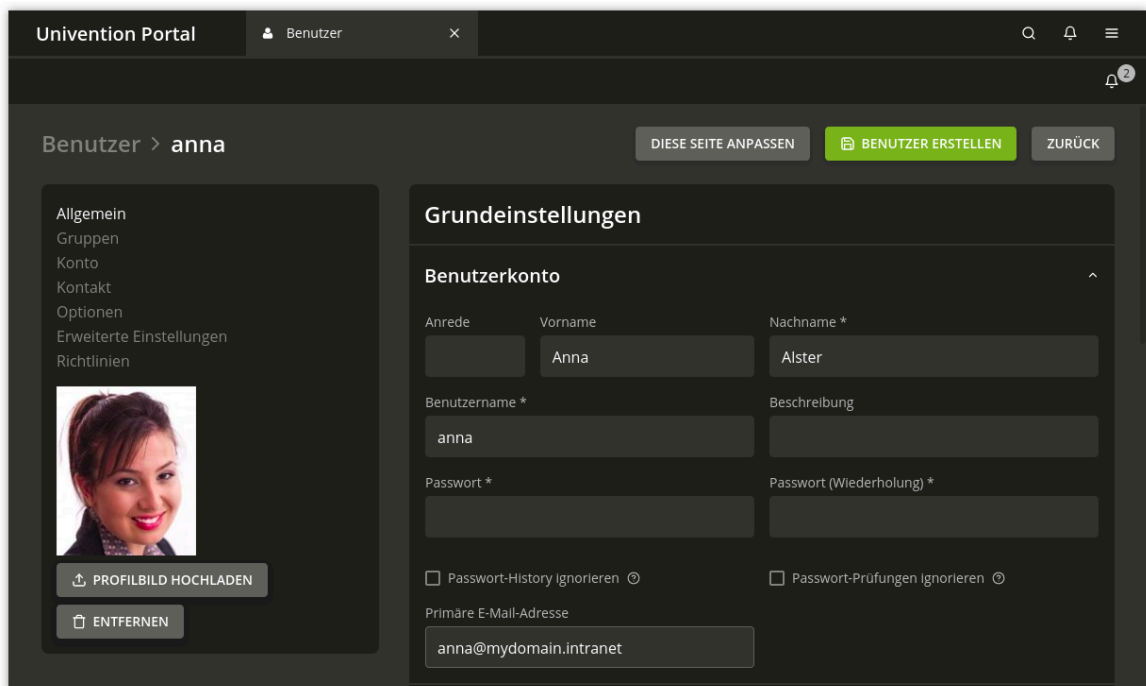 Univention Portal
Benutzer
2
Benutzer > anna
DIESE SEITE ANPASSEN
BENUTZER ERSTELLEN
ZURÜCK
Allgemein
Gruppen
Konto
Kontakt
Optionen
Erweiterte Einstellungen
Richtlinien
PROFILBILD HOCHLADEN
ENTFERNEN
Grundeinstellungen
Benutzerkonto
Anrede
Vorname
Nachname *
Anna
Alster
Benutzername *
Beschreibung
anna
Passwort *
Passwort (Wiederholung) *
Passwort-History ignorieren
Passwort-Prüfungen ignorieren
Primäre E-Mail-Adresse
anna@mydomain.intranet